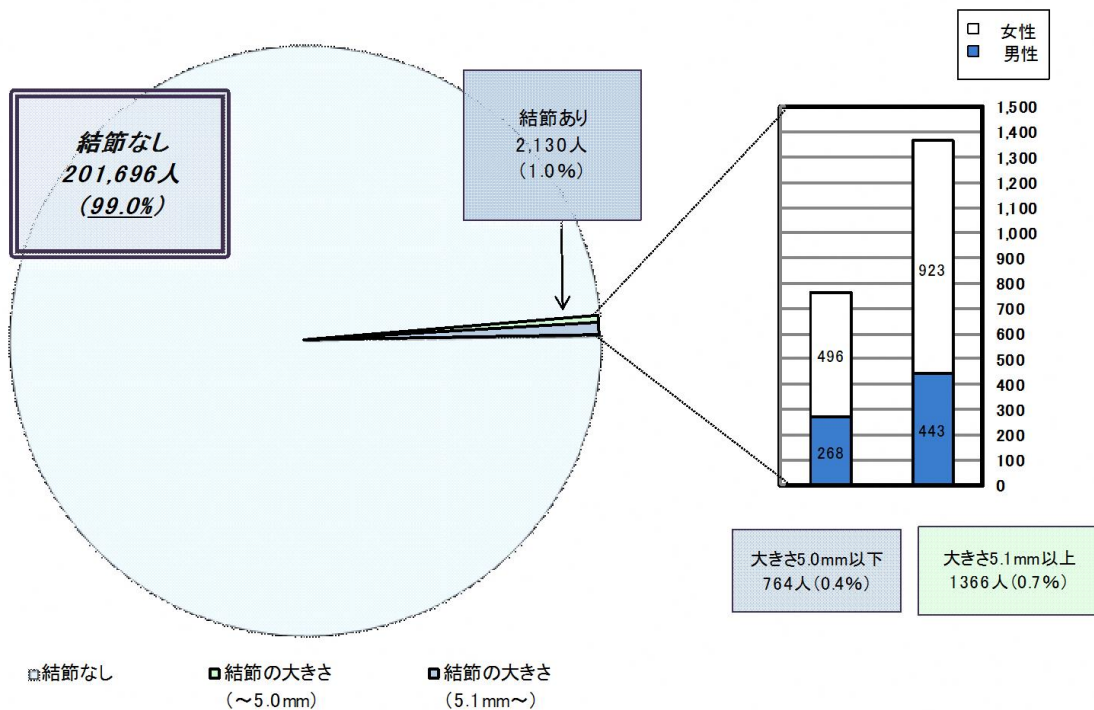 女性
男性
結節なし
201,696人
(99.0%)
結節あり
2,130人
(1.0%)
1,500
1,400
1,300
1,200
1,100
1,000
900
800
700
600
500
400
300
200
100
0
923
496
443
268
大きさ5.0mm以下
764人(0.4%)
大きさ5.1mm以上
1366人(0.7%)
結節なし
結節の大きさ
(～5.0mm)
結節の大きさ
(5.1mm～)